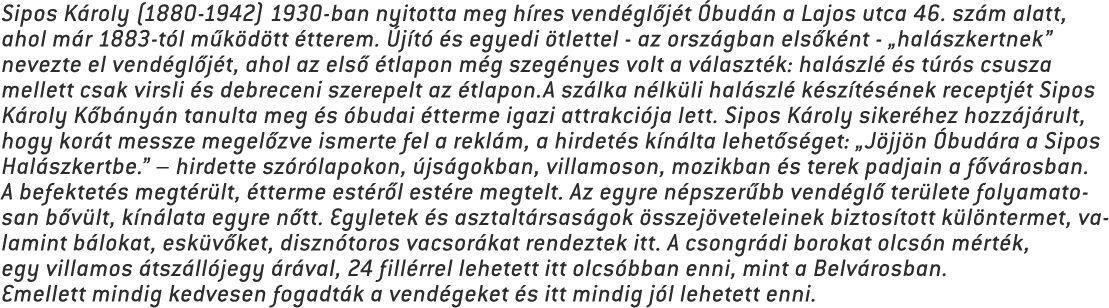 Sipos Károly (1880-1942) 1930-ban nyitotta meg híres vendéglőjét Óbudán a Lajos utca 46. szám alatt,
ahol már 1883-tól működött étterem. Újító és egyedi ötlettel - az országban elsőként - „halászkertnek”
nevezte el vendéglőjét, ahol az első étlapon még szegényes volt a választék: halászlé és túrós csusza
mellett csak virsli és debreceni szerepelt az étlapon.A szálka nélküli halászlé készítésének receptjét Sipos
Károly Kőbányán tanulta meg és óbudai étterme igazi attrakciója lett. Sipos Károly sikeréhez hozzájárult,
hogy korát messze megelőzve ismerte fel a reklám, a hirdetés kínálta lehetőséget: „Jöjjön Óbudára a Sipos
Halászkertbe.” – hirdette szórólapokon, újságokban, villamoson, mozikban és terek padjain a fővárosban.
A befektetés megtérült, étterme estéről estére megtelt. Az egyre népszerűbb vendéglő területe folyamato-
san bővült, kínálata egyre nőtt. Egyletek és asztaltársaságok összejöveteleinek biztosított különtermet, va-
lamint bálokat, esküvőket, disznótoros vacsorákat rendeztek itt. A csongrádi borokat olcsón mérték,
egy villamos átszállójegy árával, 24 fillérrel lehetett itt olcsóbban enni, mint a Belvárosban.
Emellett mindig kedvesen fogadták a vendégeket és itt mindig jól lehetett enni.